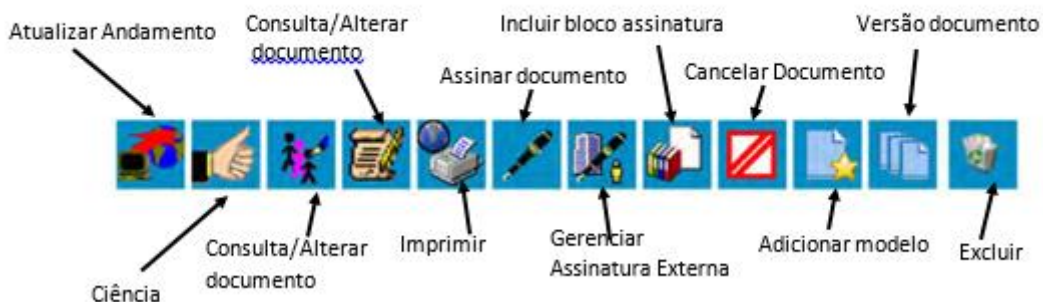 Atualizar Andamento
Consulta/Alterar
documento
Incluir bloco assinatura
Versão documento
Assinar documento
Cancelar Documento
Ciência
Consulta/Alterar
documento
Imprimir
Gerenciar
Assinatura Externa
Adicionar modelo
Excluir